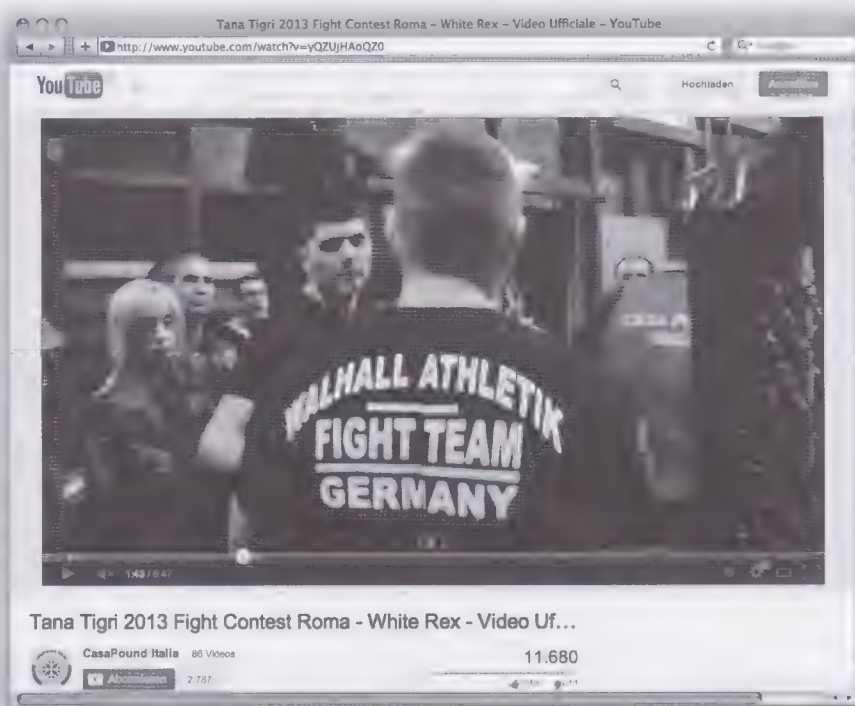 Tana Tigri 2013 Fight Contest Roma – White Rex – Video Ufficiale – YouTube
http://www.youtube.com/watch?v=yQZUjHAoQZ0
YouTube
Hochladen
WALHALL ATHLETIK
FIGHT TEAM
GERMANY
1:43 / 6:47
Tana Tigri 2013 Fight Contest Roma - White Rex - Video Uf...
CasaPound Italia 86 Videos
11.680
Abonnieren 2.787